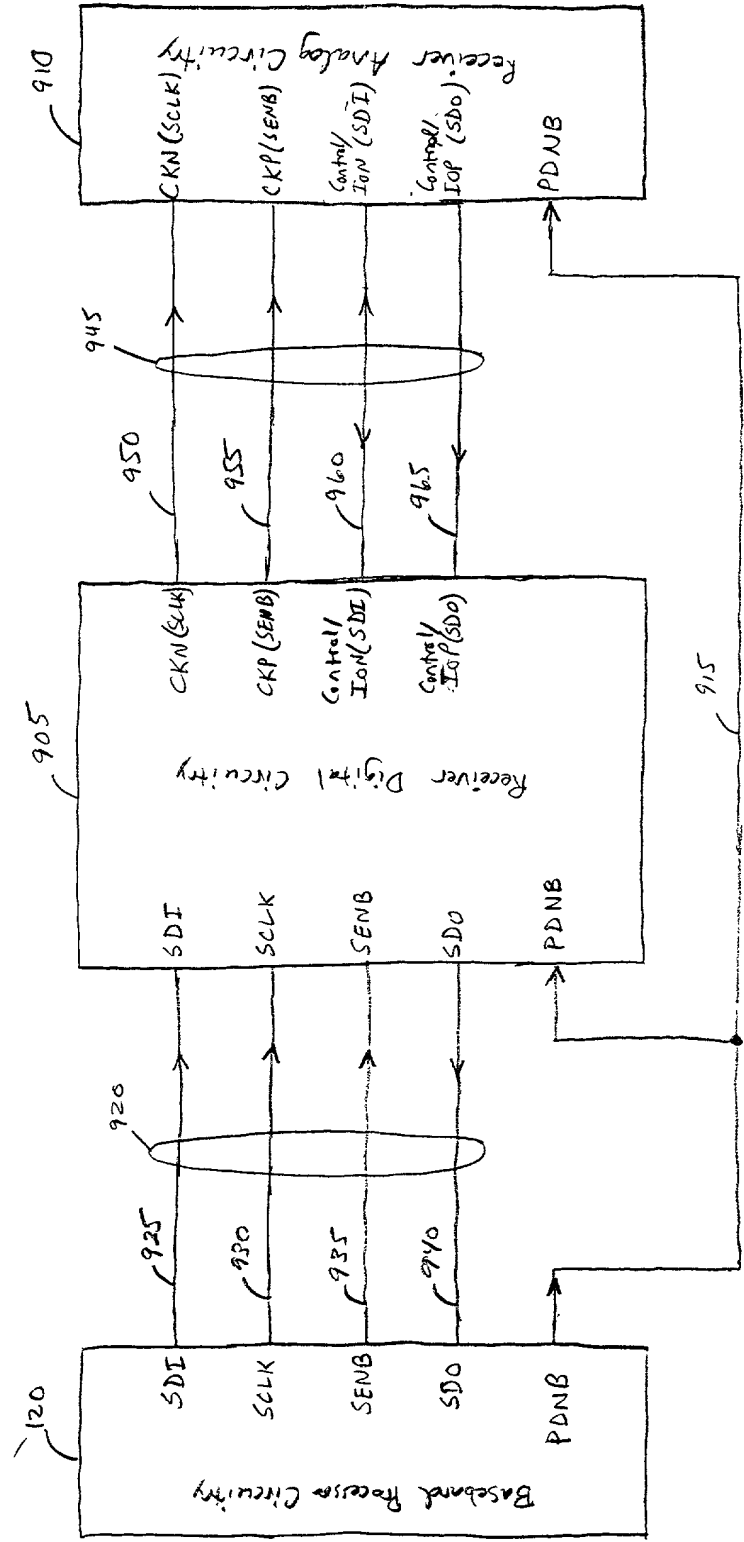 120
Baseband Processor Circuitry
SDI
SCLK
SENB
SDO
PDNB
925
930
935
940
920
905
SDI
SCLK
SENB
SDO
PDNB
Receiver Digital Circuitry
CKN(SCLK)
CKP(SENB)
Control/
ION(SDI)
Control/
IOP(SDO)
950
955
960
965
945
915
910
CKN(SCLK)
CKP(SENB)
Control/
ION (SDI)
Control/
IOP (SDO)
PDNB
Receiver Analog Circuitry